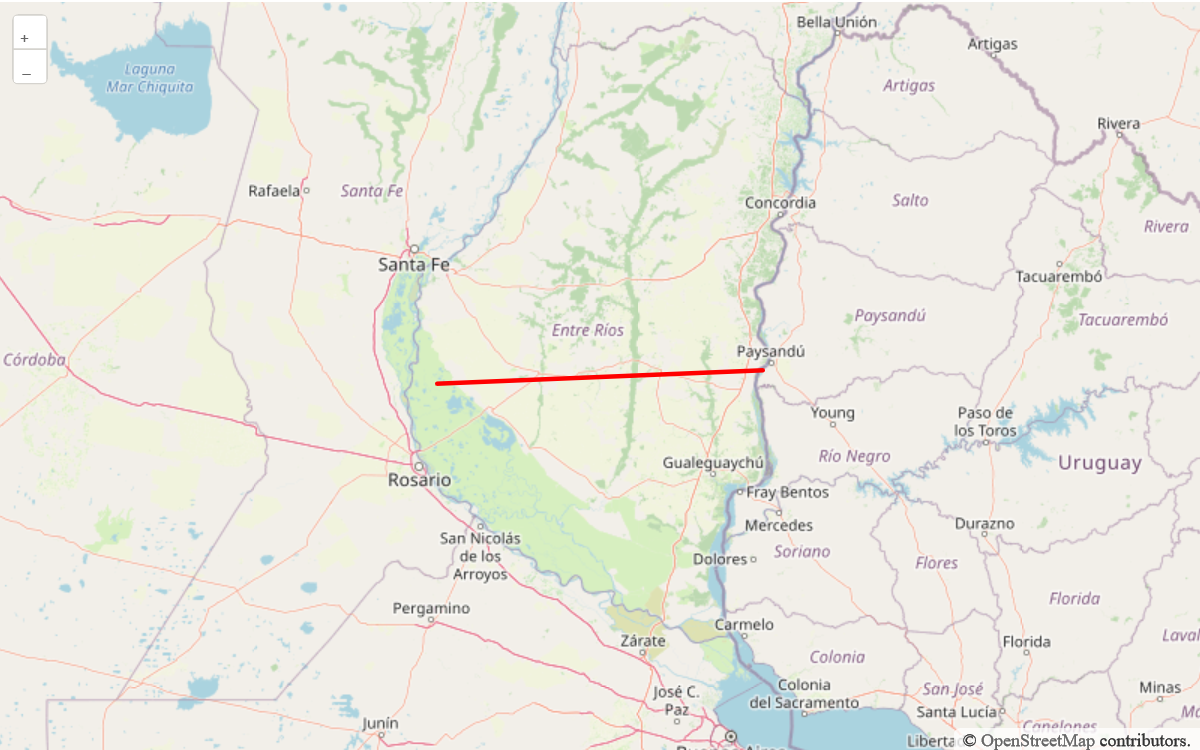 +
–
Bella Unión
Artigas
Laguna
Mar Chiquita
Artigas
Rivera
Rafaela
Santa Fe
Concordia
Salto
Rivera
Santa Fe
Tacuarembó
Entre Ríos
Paysandú
Tacuarembó
Córdoba
Paysandú
Young
Paso de
los Toros
Río Negro
Uruguay
Gualeguaychú
Rosario
Fray Bentos
Mercedes
Durazno
San Nicolás
de los
Arroyos
Soriano
Dolores
Flores
Florida
Pergamino
Carmelo
Zárate
Florida
Laval
Colonia
José C.
Paz
Colonia
del Sacramento
San José
Minas
Santa Lucía
Junín
Canelones
© OpenStreetMap contributors.